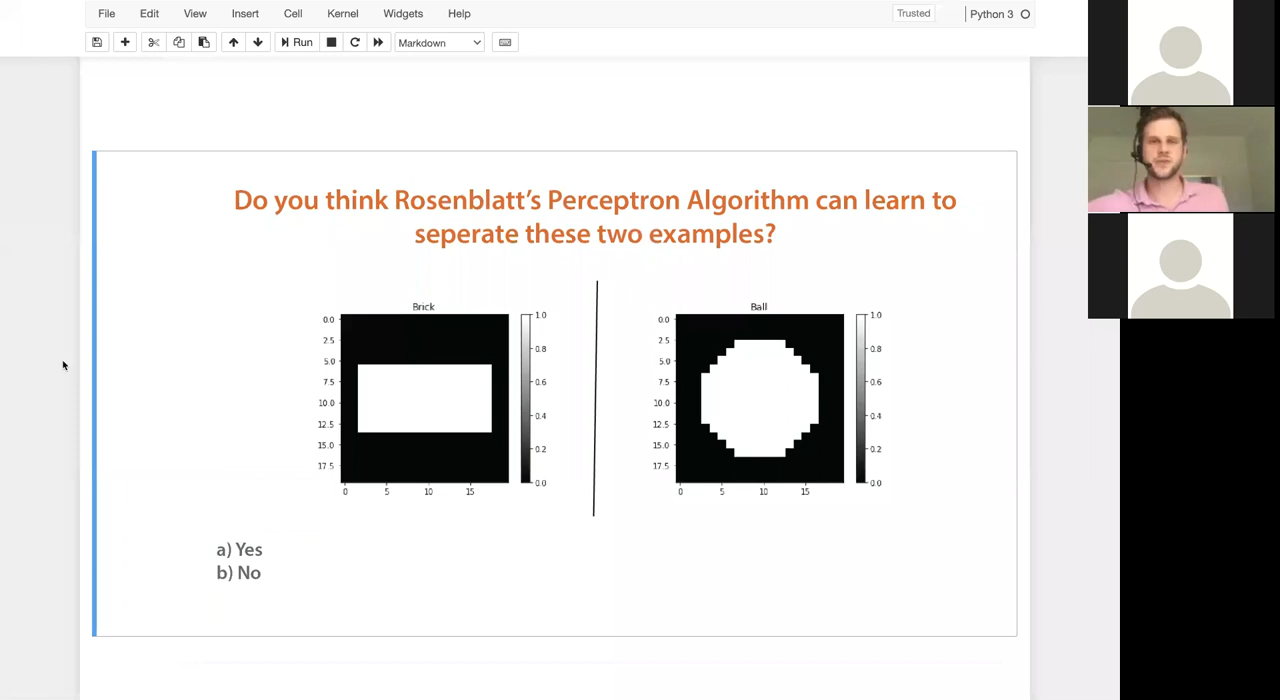 File Edit View Insert Cell Kernel Widgets Help Trusted Python 3
Run Markdown
Do you think Rosenblatt's Perceptron Algorithm can learn to
seperate these two examples?
Brick
0.0
2.5
5.0
7.5
10.0
12.5
15.0
17.5
0 5 10 15
1.0
0.8
0.6
0.4
0.2
0.0
Ball
0.0
2.5
5.0
7.5
10.0
12.5
15.0
17.5
0 5 10 15
1.0
0.8
0.6
0.4
0.2
0.0
a) Yes
b) No